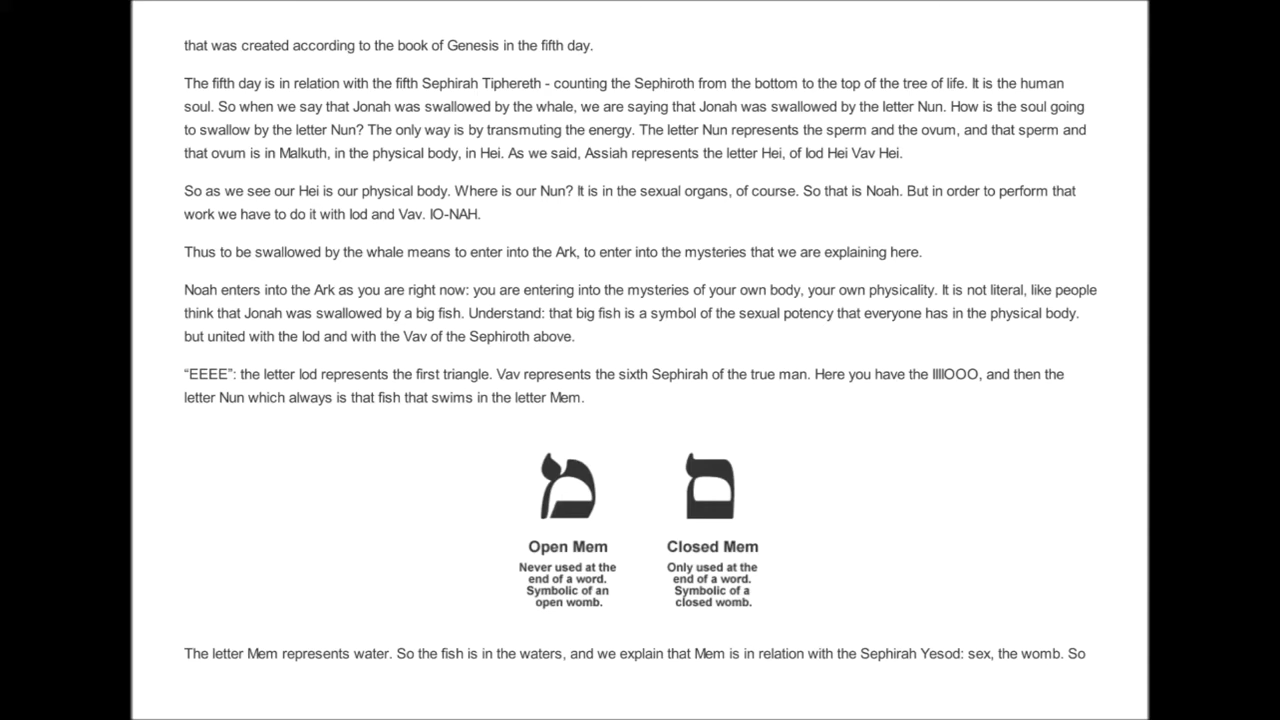 that was created according to the book of Genesis in the fifth day.
The fifth day is in relation with the fifth Sephirah Tiphereth - counting the Sephiroth from the bottom to the top of the tree of life. It is the human
soul. So when we say that Jonah was swallowed by the whale, we are saying that Jonah was swallowed by the letter Nun. How is the soul going
to swallow by the letter Nun? The only way is by transmuting the energy. The letter Nun represents the sperm and the ovum, and that sperm and
that ovum is in Malkuth, in the physical body, in Hei. As we said, Assiah represents the letter Hei, of Iod Hei Vav Hei.
So as we see our Hei is our physical body. Where is our Nun? It is in the sexual organs, of course. So that is Noah. But in order to perform that
work we have to do it with Iod and Vav. IO-NAH.
Thus to be swallowed by the whale means to enter into the Ark, to enter into the mysteries that we are explaining here.
Noah enters into the Ark as you are right now: you are entering into the mysteries of your own body, your own physicality. It is not literal, like people
think that Jonah was swallowed by a big fish. Understand: that big fish is a symbol of the sexual potency that everyone has in the physical body.
but united with the Iod and with the Vav of the Sephiroth above.
“EEEE”: the letter Iod represents the first triangle. Vav represents the sixth Sephirah of the true man. Here you have the IIIIOOO, and then the
letter Nun which always is that fish that swims in the letter Mem.
מ ם
Open Mem Closed Mem
Never used at the Only used at the
end of a word. end of a word.
Symbolic of an Symbolic of a
open womb. closed womb.
The letter Mem represents water. So the fish is in the waters, and we explain that Mem is in relation with the Sephirah Yesod: sex, the womb. So